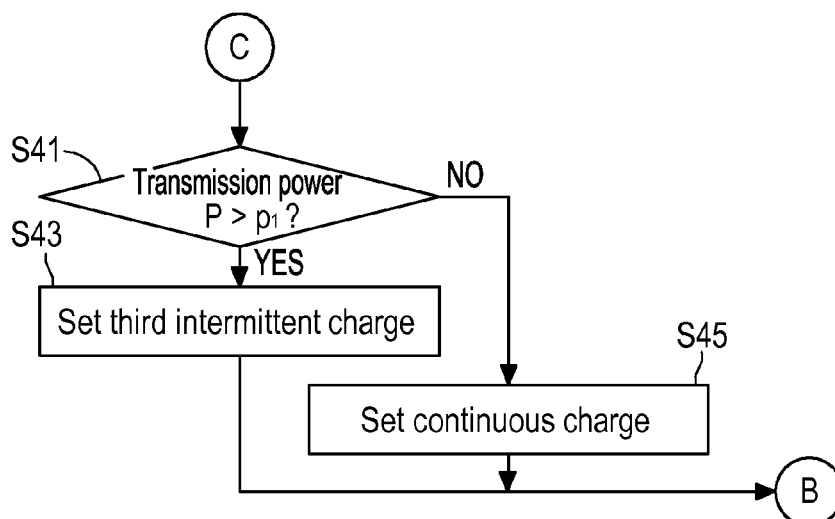 C
S41
Transmission power
P > p₁ ?
NO
S43
YES
Set third intermittent charge
S45
Set continuous charge
B